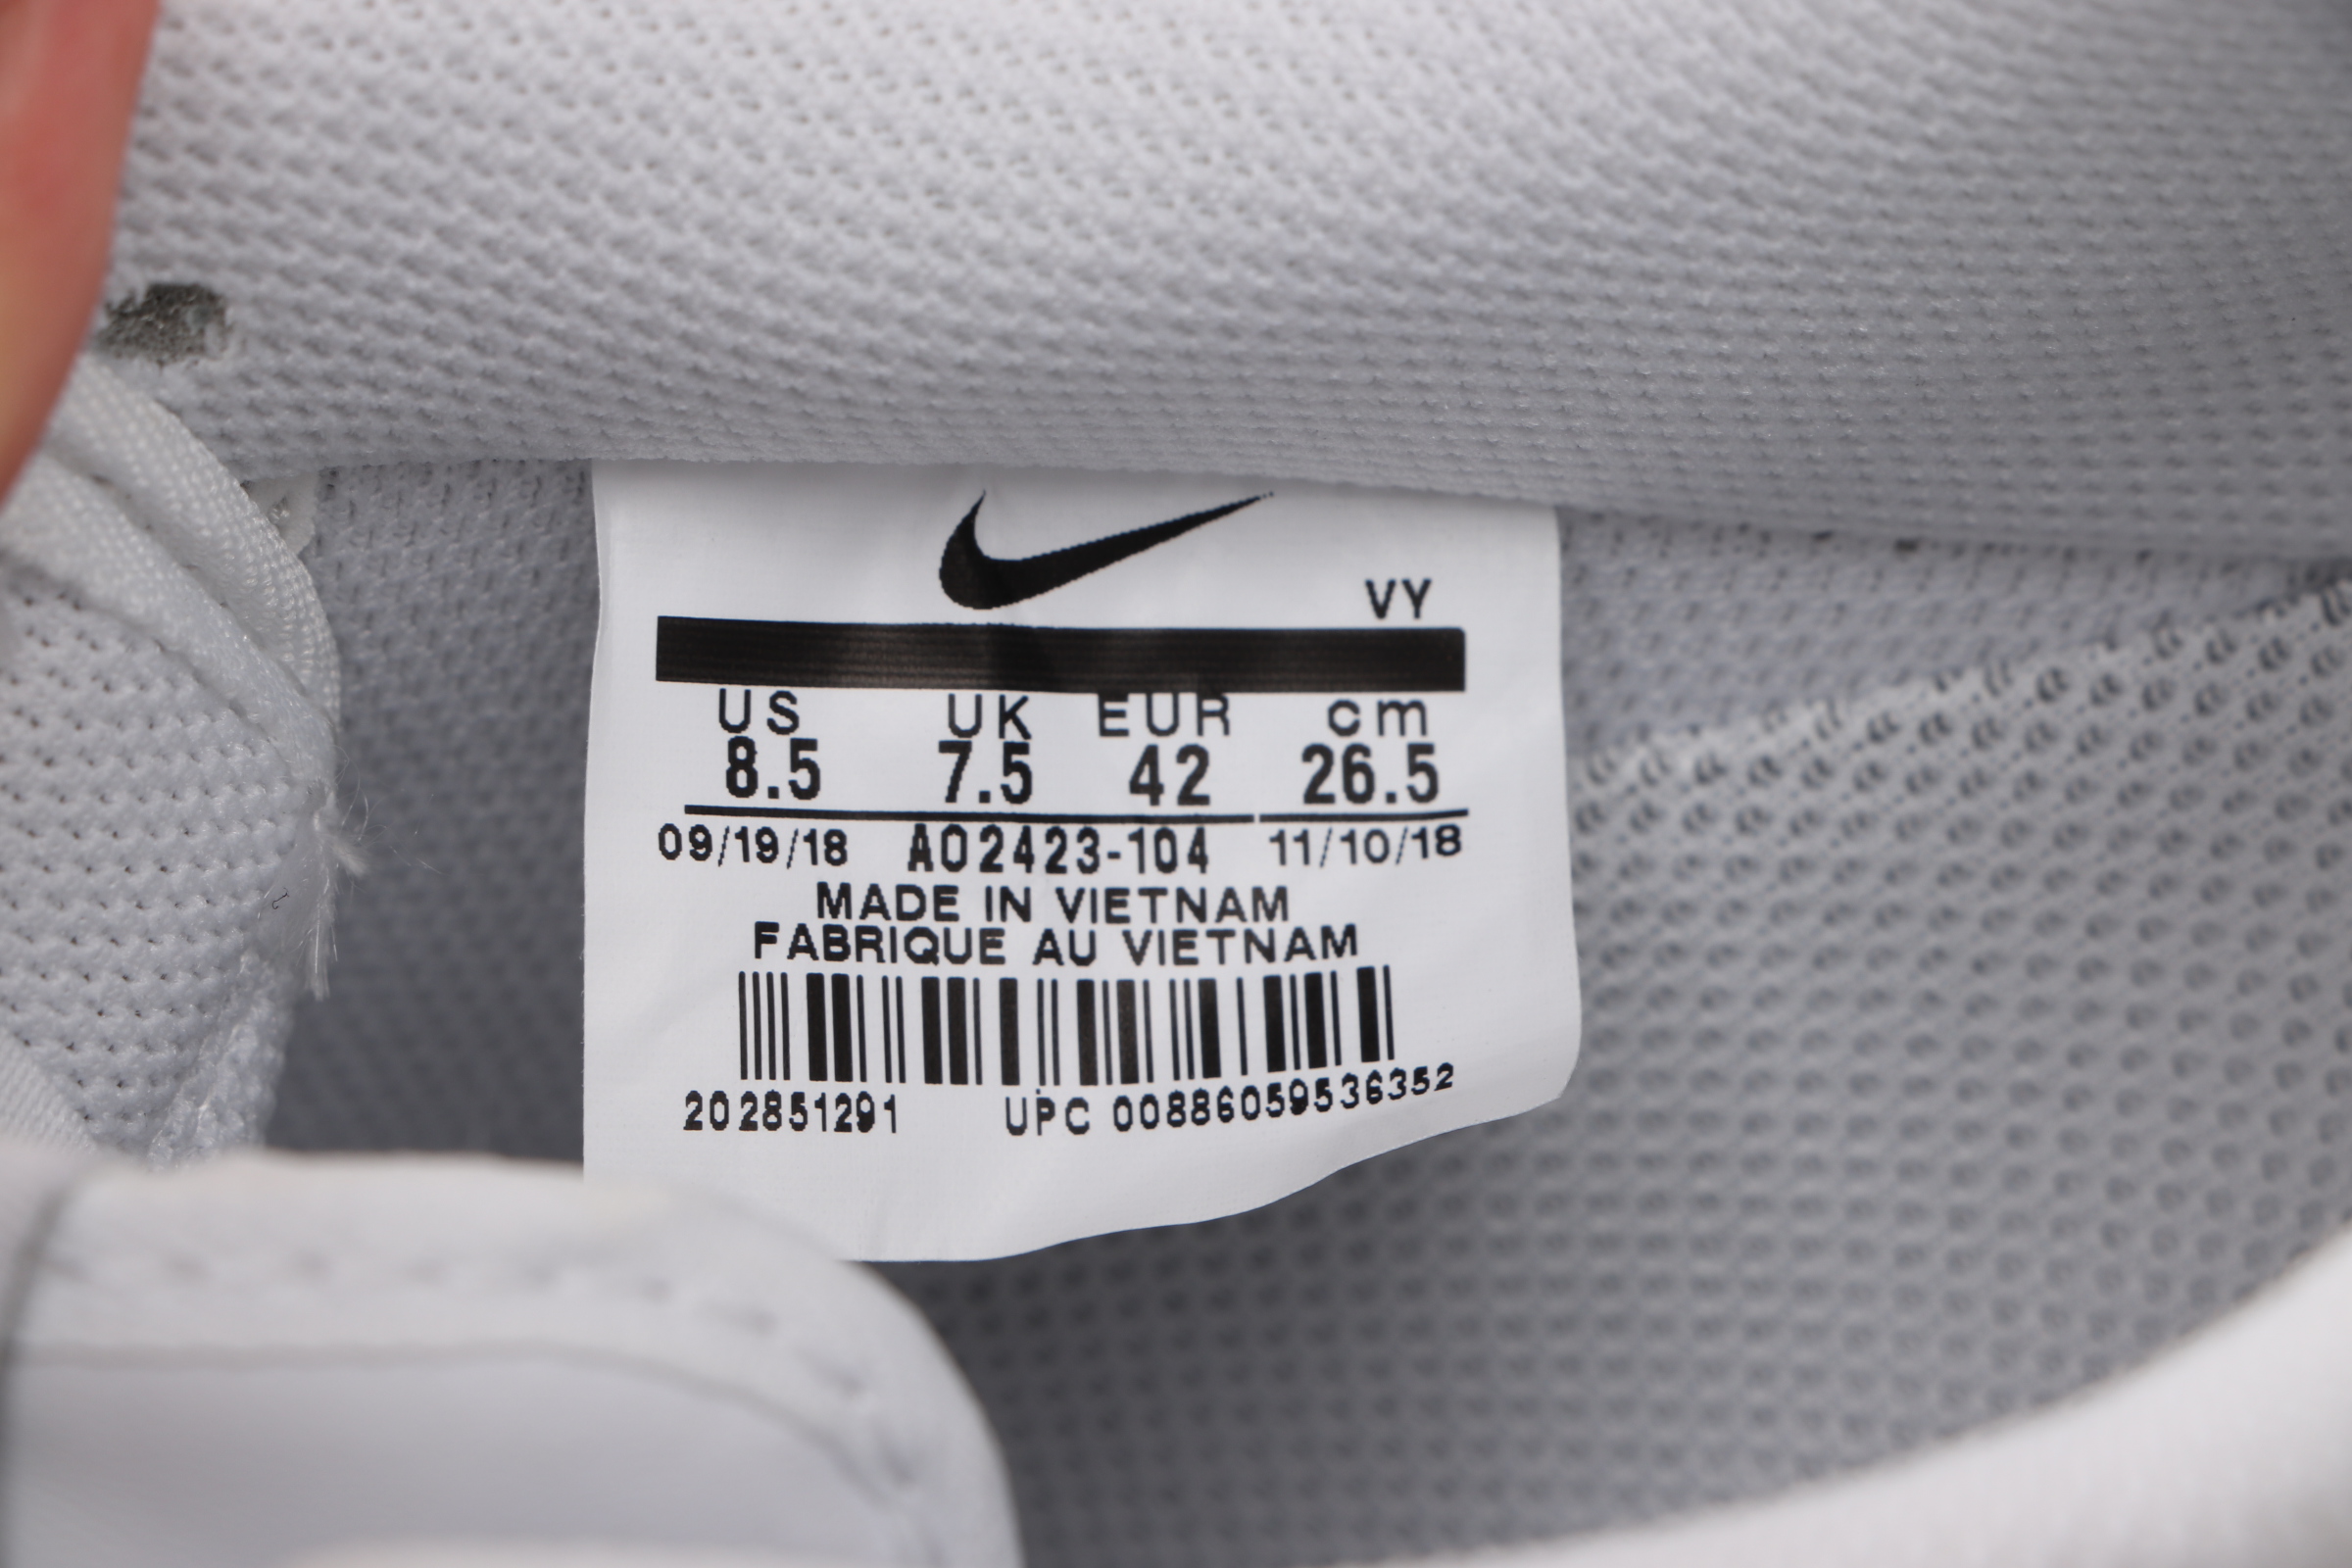 VY
US UK EUR cm
8.5 7.5 42 26.5
09/19/18 AO2423-104 11/10/18
MADE IN VIETNAM
FABRIQUE AU VIETNAM
202851291 UPC 00886059536352